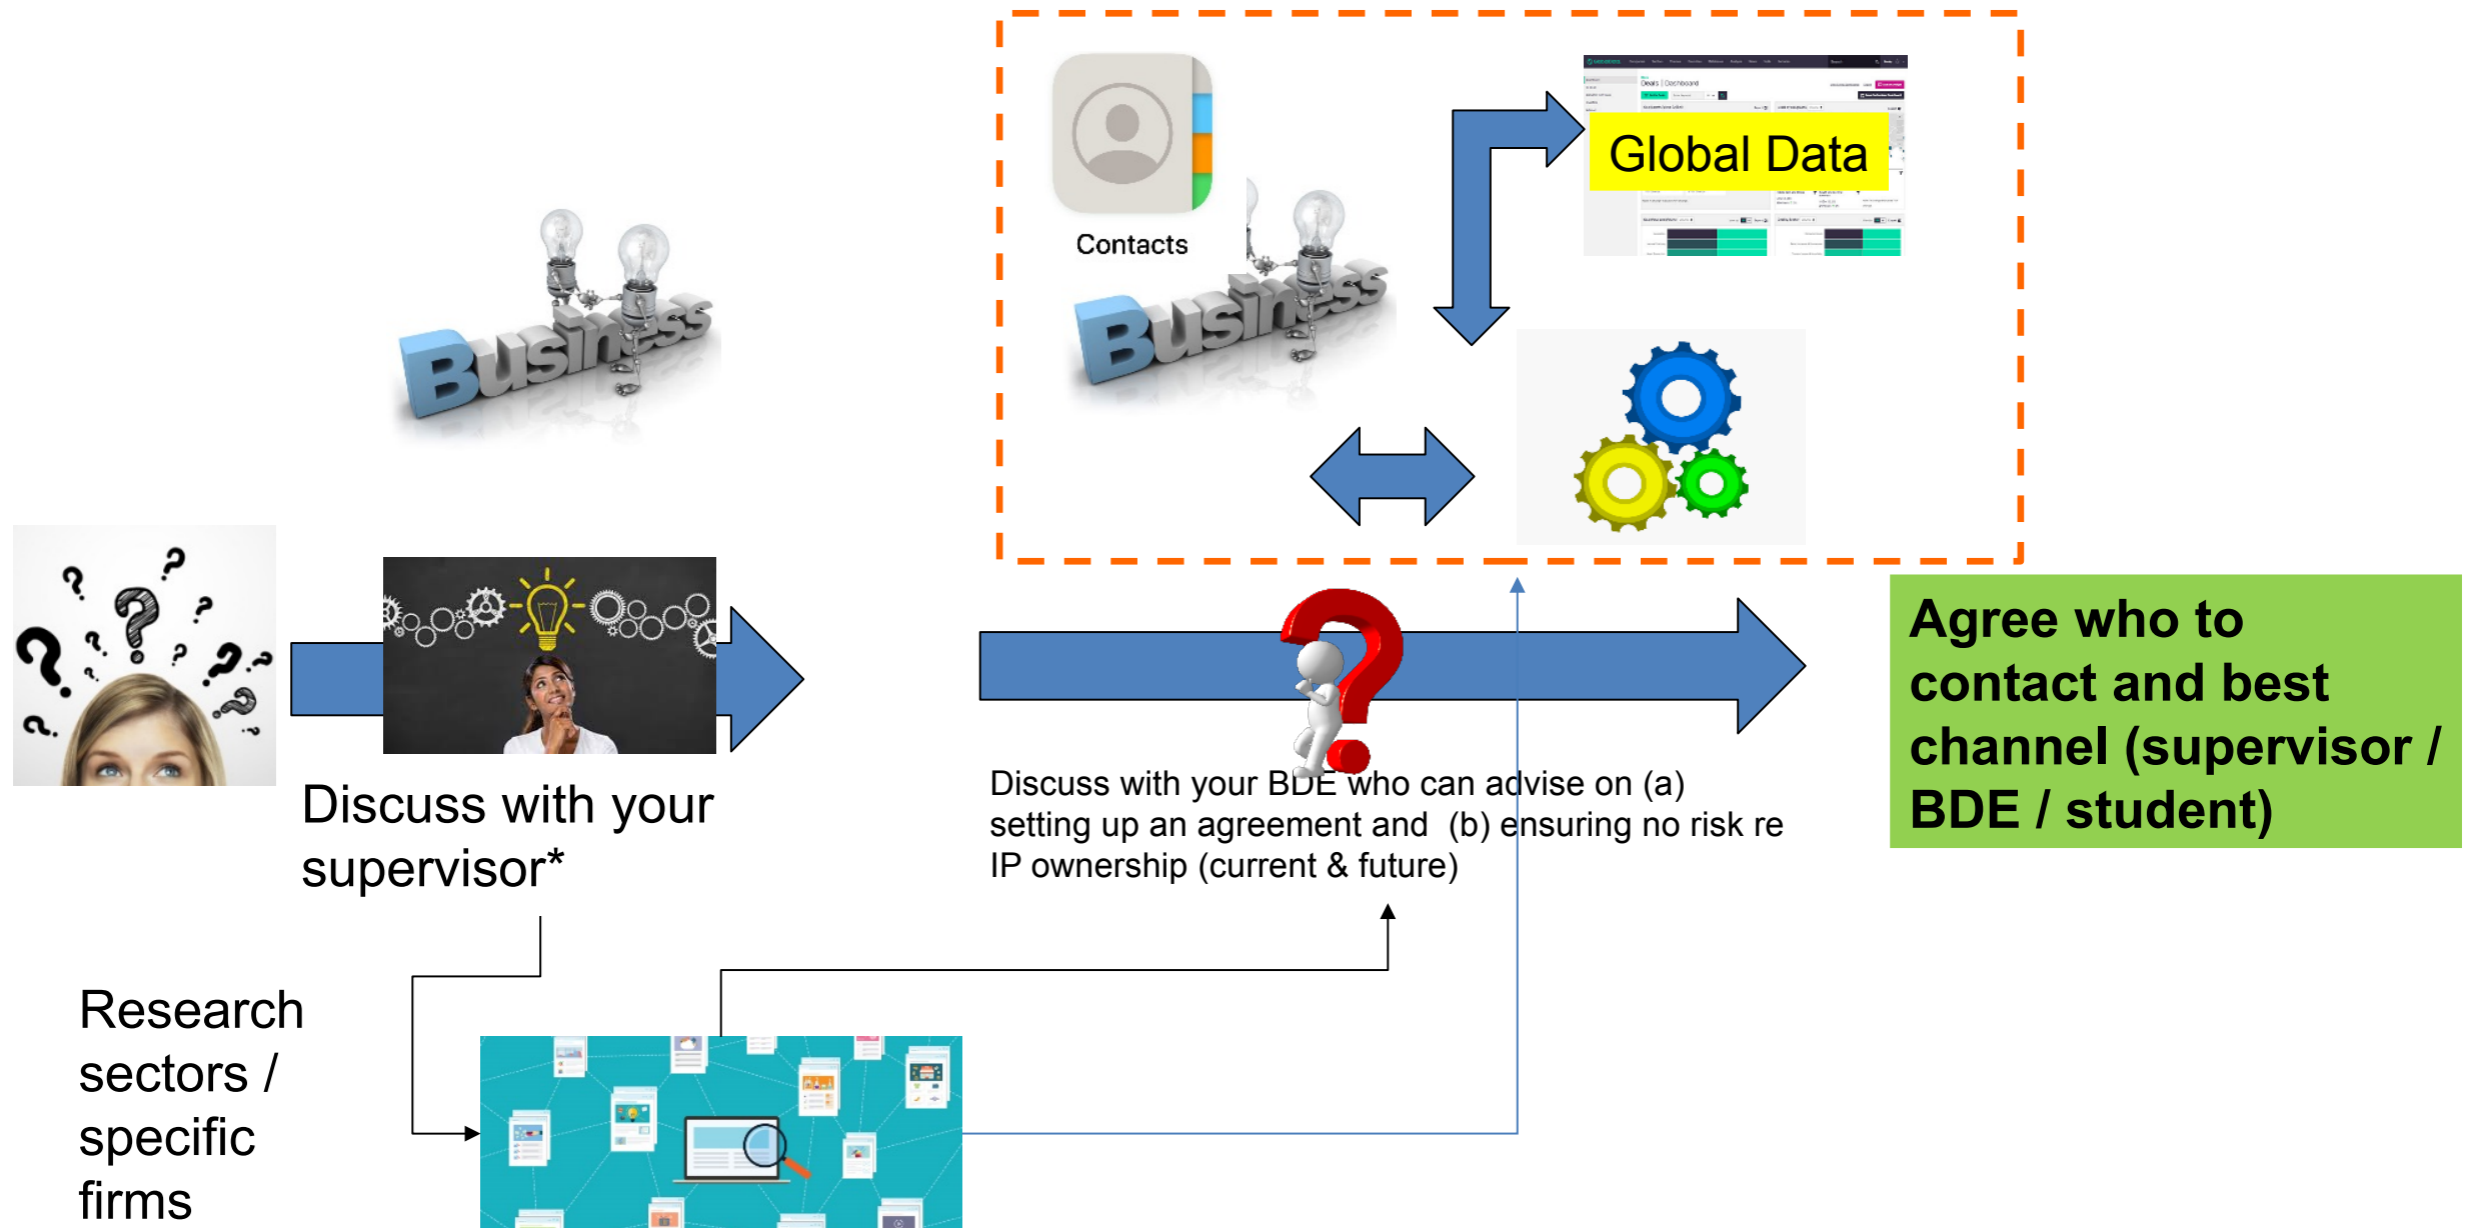 Contacts
Business
Business
Deals | Dashboard
Global Data
Discuss with your
supervisor*
Discuss with your BDE who can advise on (a)
setting up an agreement and (b) ensuring no risk re
IP ownership (current & future)
Agree who to
contact and best
channel (supervisor /
BDE / student)
Research
sectors /
specific
firms